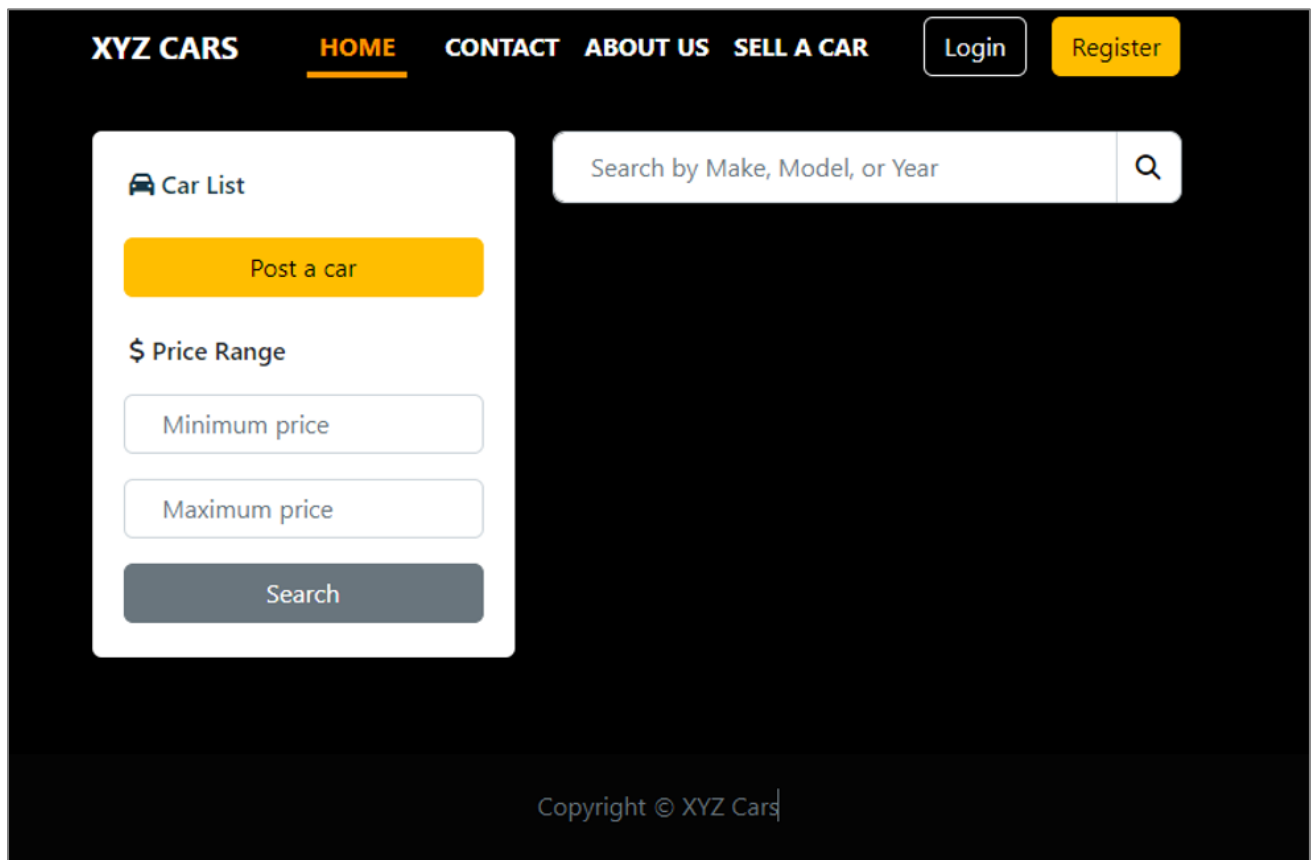 XYZ CARS HOME CONTACT ABOUT US SELL A CAR Login Register
Car List
Post a car
$ Price Range
Minimum price
Maximum price
Search
Search by Make, Model, or Year
Copyright © XYZ Cars